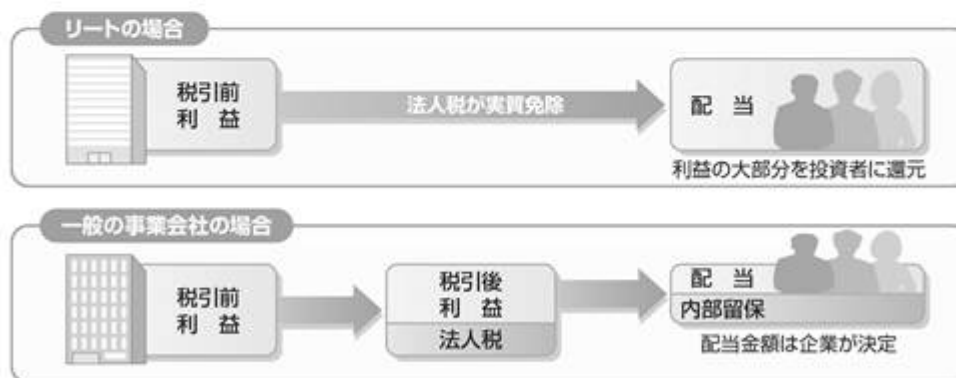 リートの場合
税引前
利 益
法人税が実質免除
配 当
利益の大部分を投資者に還元
一般の事業会社の場合
税引前
利 益
税引後
利 益
法人税
配 当
内部留保
配当金額は企業が決定